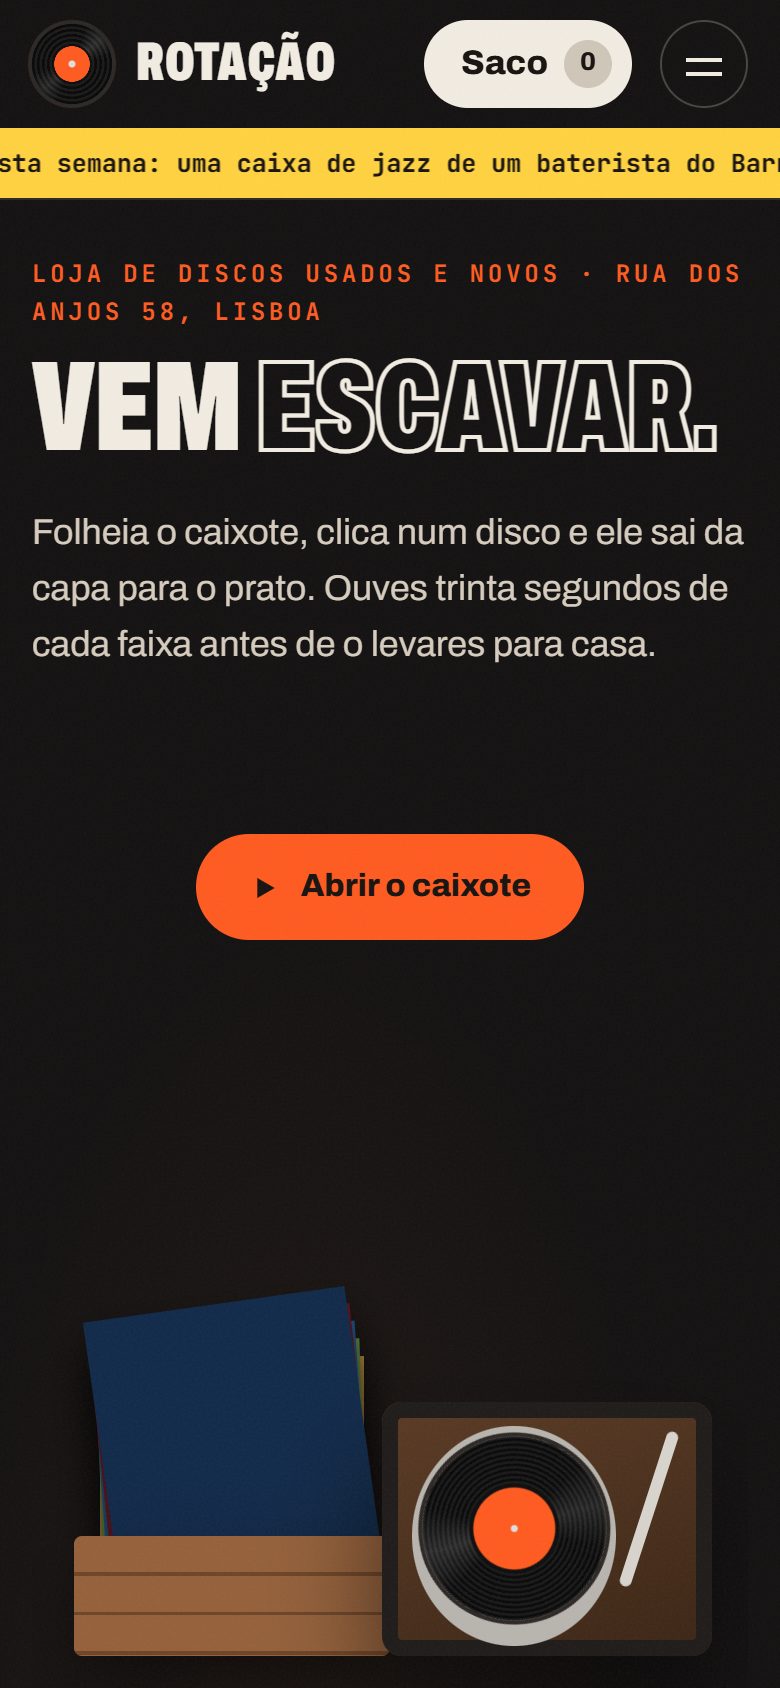 ROTAÇÃO
Saco 0
sta semana: uma caixa de jazz de um baterista do Barr
LOJA DE DISCOS USADOS E NOVOS · RUA DOS
ANJOS 58, LISBOA
VEM ESCAVAR.
Folheia o caixote, clica num disco e ele sai da
capa para o prato. Ouves trinta segundos de
cada faixa antes de o levares para casa.
▶ Abrir o caixote